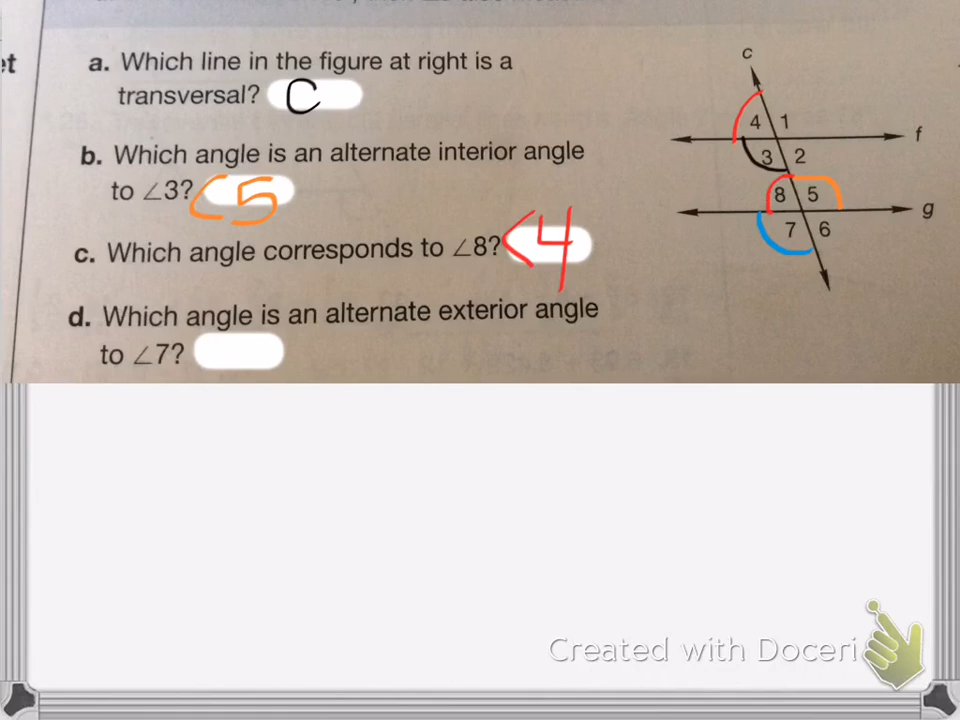 et
a. Which line in the figure at right is a
transversal? C
b. Which angle is an alternate interior angle
to ∠3? <5
c. Which angle corresponds to ∠8? <4
d. Which angle is an alternate exterior angle
to ∠7?
c
4 1
f
3 2
8 5
g
7 6
Created with Doceri